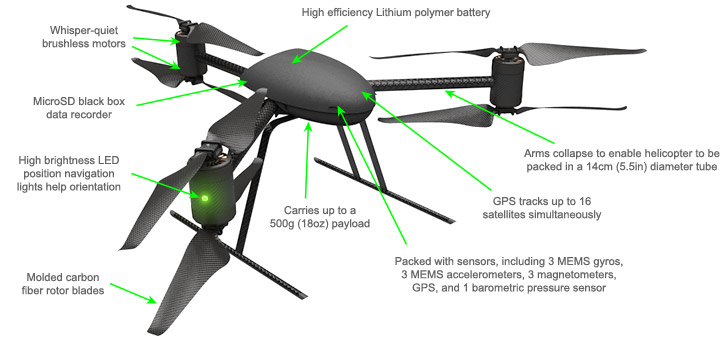 High efficiency Lithium polymer battery
Whisper-quiet
brushless motors
MicroSD black box
data recorder
Arms collapse to enable helicopter to be
packed in a 14cm (5.5in) diameter tube
High brightness LED
position navigation
lights help orientation
GPS tracks up to 16
satellites simultaneously
Carries up to a
500g (18oz) payload
Packed with sensors, including 3 MEMS gyros,
3 MEMS accelerometers, 3 magnetometers,
GPS, and 1 barometric pressure sensor
Molded carbon
fiber rotor blades